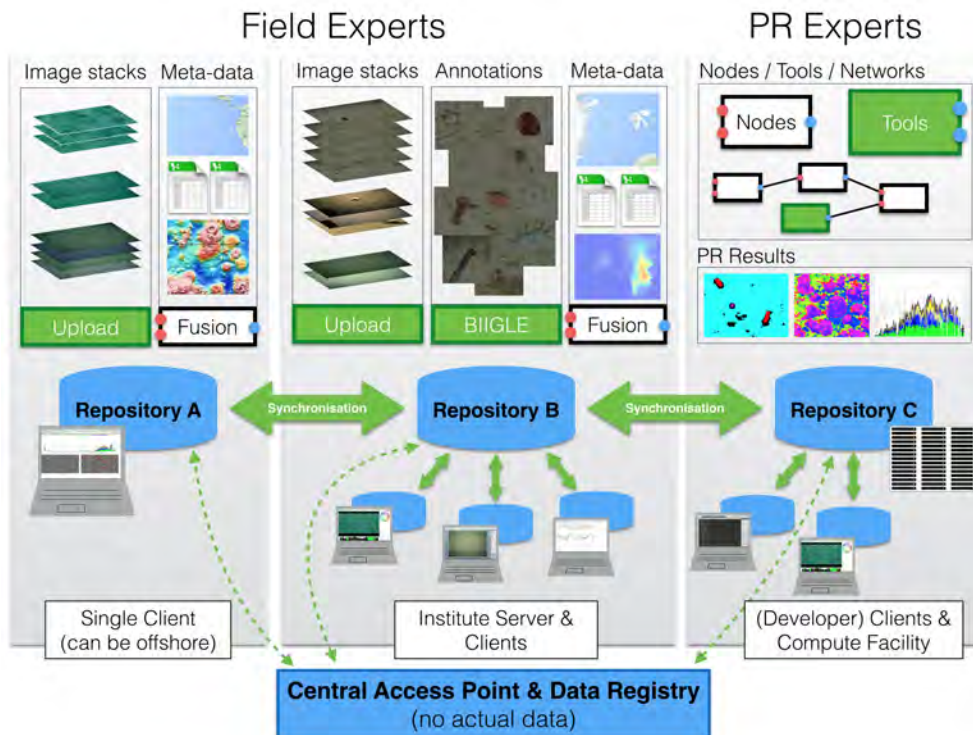 Field Experts
PR Experts
Image stacks
Meta-data
Image stacks
Annotations
Meta-data
Nodes / Tools / Networks
Nodes
Tools
PR Results
Upload
Fusion
Upload
BIIGLE
Fusion
Repository A
Synchronisation
Repository B
Synchronisation
Repository C
Single Client
(can be offshore)
Institute Server &
Clients
(Developer) Clients &
Compute Facility
Central Access Point & Data Registry
(no actual data)